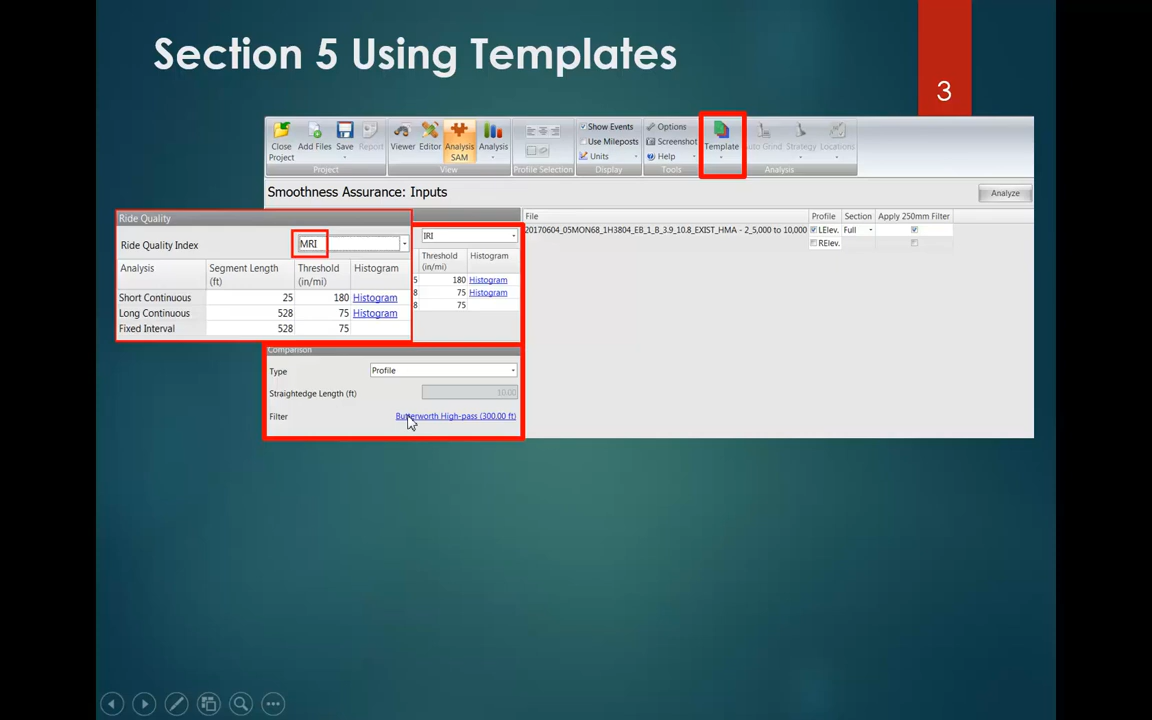 Section 5 Using Templates
3
Close Project
Add Files
Save
Report
Project
Viewer
Editor
Analysis SAM
Analysis
View
Profile Selection
Show Events
Use Mileposts
Units
Display
Options
Screenshot
Help
Tools
Template
Grind
Strategy
Locations
Analysis
Smoothness Assurance: Inputs
Analyze
Ride Quality
Ride Quality Index MRI
Analysis Segment Length (ft) Threshold (in/mi) Histogram
Short Continuous 25 180 Histogram
Long Continuous 528 75 Histogram
Fixed Interval 528 75
IRI
Threshold (in/mi) Histogram
5 180 Histogram
8 75 Histogram
8 75
File Profile Section Apply 250mm Filter
20170604_05MON68_1H3804_EB_1_B_3.9_10.8_EXIST_HMA - 2_5,000 to 10,000 LElev. Full
RElev.
Comparison
Type Profile
Straightedge Length (ft) 10.00
Filter Butterworth High-pass (300.00 ft)